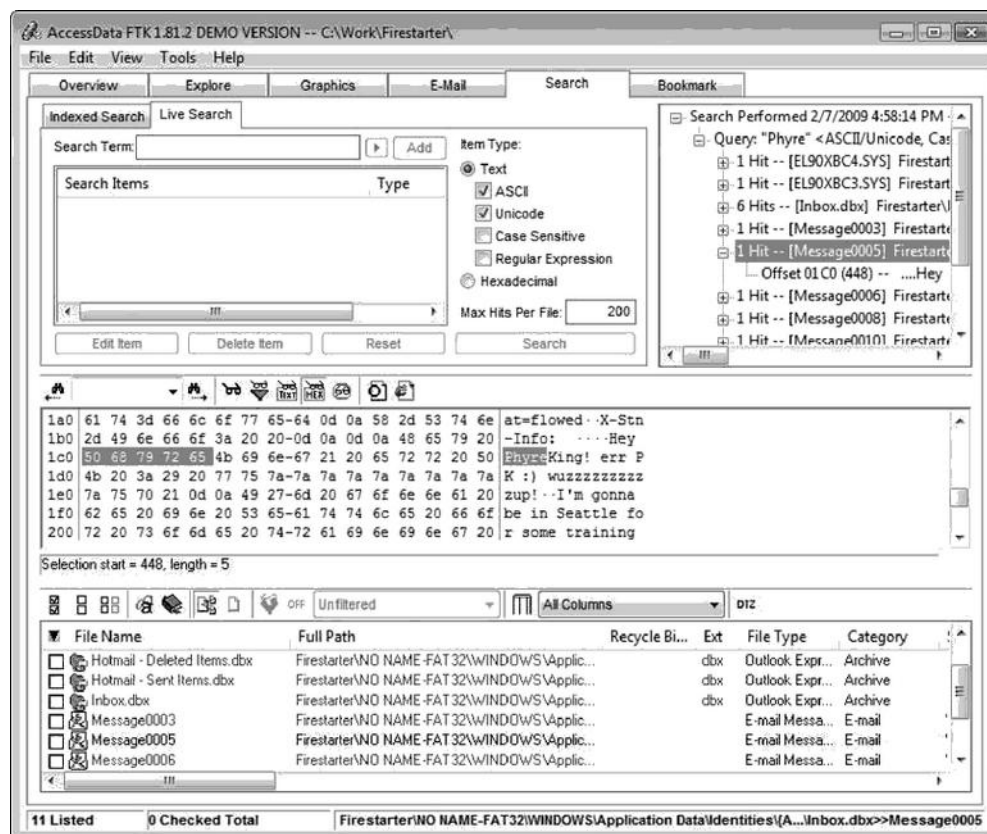 AccessData FTK 1.81.2 DEMO VERSION -- C:\Work\Firestarter\
File Edit View Tools Help
Overview Explore Graphics E-Mail Search Bookmark
Indexed Search Live Search
Search Term: Add
Search Items Type
Item Type:
Text
ASCII
Unicode
Case Sensitive
Regular Expression
Hexadecimal
Max Hits Per File: 200
Edit Item Delete Item Reset Search
Search Performed 2/7/2009 4:58:14 PM -
Query: "Phyre" <ASCII/Unicode, Cas
1 Hit -- [EL90XBC4.SYS] Firestart
1 Hit -- [EL90XBC3.SYS] Firestart
6 Hits -- [Inbox.dbx] Firestarter\I
1 Hit -- [Message0003] Firestarte
1 Hit -- [Message0005] Firestarte
Offset 01C0 (448) -- ....Hey
1 Hit -- [Message0006] Firestarte
1 Hit -- [Message0008] Firestarte
1 Hit -- [Message0010] Firestarte
TEXT HEX
1a0 61 74 3d 66 6c 6f 77 65-64 0d 0a 58 2d 53 74 6e at=flowed··X-Stn
1b0 2d 49 6e 66 6f 3a 20 20-0d 0a 0d 0a 48 65 79 20 -Info:  ····Hey
1c0 50 68 79 72 65 4b 69 6e-67 21 20 65 72 72 20 50 PhyreKing! err P
1d0 4b 20 3a 29 20 77 75 7a-7a 7a 7a 7a 7a 7a 7a 7a K :) wuzzzzzzzzz
1e0 7a 75 70 21 0d 0a 49 27-6d 20 67 6f 6e 6e 61 20 zup!··I'm gonna
1f0 62 65 20 69 6e 20 53 65-61 74 74 6c 65 20 66 6f be in Seattle fo
200 72 20 73 6f 6d 65 20 74-72 61 69 6e 69 6e 67 20 r some training
Selection start = 448, length = 5
OFF Unfiltered All Columns DTZ
File Name Full Path Recycle Bi... Ext File Type Category
Hotmail - Deleted Items.dbx Firestarter\NO NAME-FAT32\WINDOWS\Applic... dbx Outlook Expr... Archive
Hotmail - Sent Items.dbx Firestarter\NO NAME-FAT32\WINDOWS\Applic... dbx Outlook Expr... Archive
Inbox.dbx Firestarter\NO NAME-FAT32\WINDOWS\Applic... dbx Outlook Expr... Archive
Message0003 Firestarter\NO NAME-FAT32\WINDOWS\Applic... E-mail Messa... E-mail
Message0005 Firestarter\NO NAME-FAT32\WINDOWS\Applic... E-mail Messa... E-mail
Message0006 Firestarter\NO NAME-FAT32\WINDOWS\Applic... E-mail Messa... E-mail
11 Listed 0 Checked Total Firestarter\NO NAME-FAT32\WINDOWS\Application Data\Identities\{A...\Inbox.dbx>>Message0005